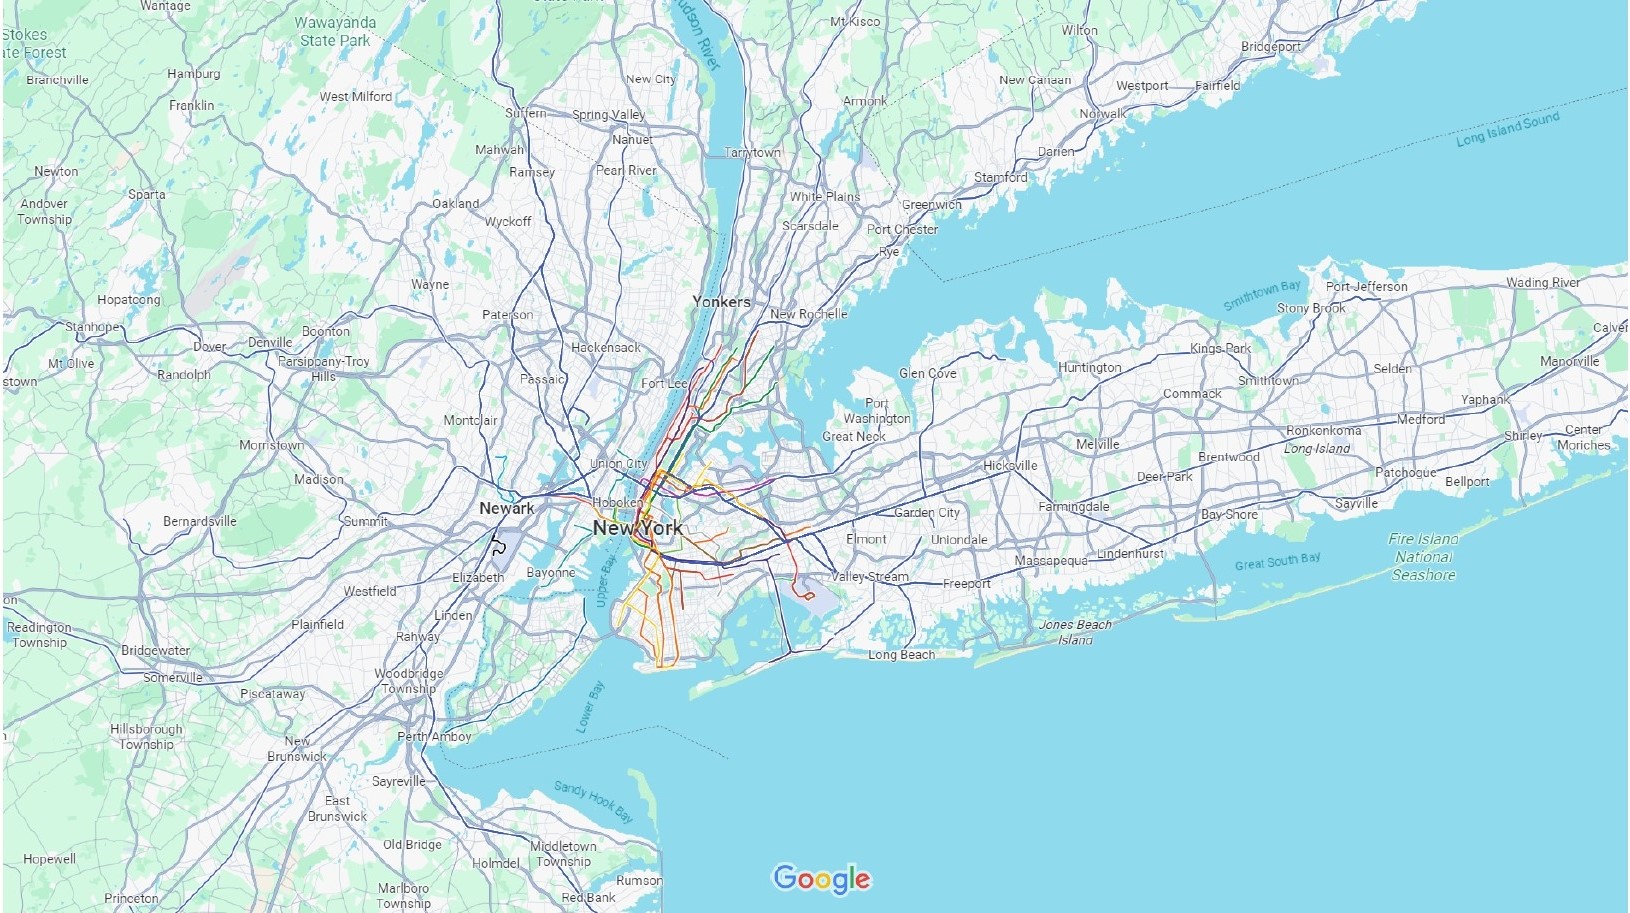 Wantage
Wawayanda
State Park
Hudson River
Mt Kisco
Wilton
Stokes
Bridgeport
Branchville
Hamburg
New City
New Canaan
Westport
Fairfield
Franklin
West Milford
Armonk
Suffern
Spring Valley
Norwalk
Long Island Sound
Nanuet
Mahwah
Tarrytown
Darien
Newton
Ramsey
Pearl River
Stamford
Sparta
White Plains
Andover
Township
Oakland
Greenwich
Wyckoff
Scarsdale
Port Chester
Rye
Wayne
Smithtown Bay
Port Jefferson
Wading River
Hopatcong
Yonkers
Stony Brook
Paterson
New Rochelle
Stanhope
Boonton
Denville
Dover
Hackensack
Kings Park
Mt Olive
Parsippany-Troy
Hills
Manorville
Randolph
Passaic
Fort Lee
Glen Cove
Huntington
Selden
Smithtown
Commack
Yaphank
Port
Washington
Montclair
Medford
Ronkonkoma
Center
Moriches
Morristown
Great Neck
Melville
Shirley
Long Island
Union City
Brentwood
Hicksville
Patchogue
Madison
Deer Park
Bellport
Newark
Hoboken
Farmingdale
Sayville
Bernardsville
Summit
New York
Garden City
Bay Shore
Elmont
Uniondale
Fire Island
National
Seashore
Lindenhurst
Massapequa
Great South Bay
Elizabeth
Bayonne
Upper Bay
Valley Stream
Freeport
Westfield
Linden
Readington
Township
Plainfield
Rahway
Jones Beach
Island
Bridgewater
Long Beach
Somerville
Woodbridge
Township
Piscataway
Lower Bay
Hillsborough
Township
New
Brunswick
Perth Amboy
Sayreville
Sandy Hook Bay
East
Brunswick
Old Bridge
Middletown
Township
Hopewell
Holmdel
Google
Rumson
Marlboro
Township
Red Bank
Princeton